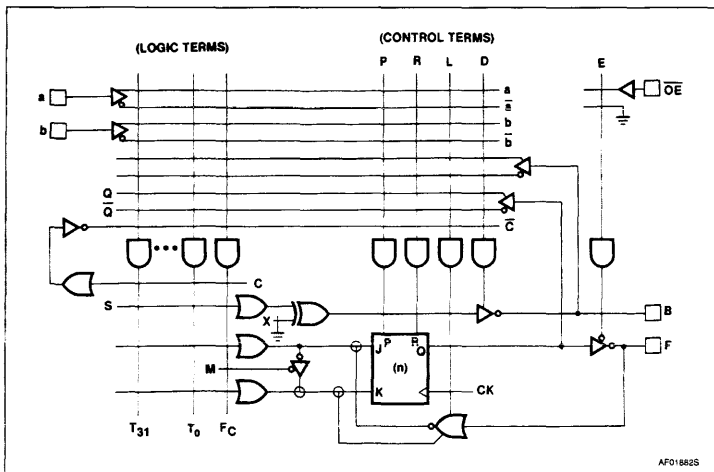 (LOGIC TERMS)
(CONTROL TERMS)
P R L D E
a
a
OE
a̅
b
b
b̅
Q
Q̅
C̅
C
S
X
B
P
R
J
Q
F
(n)
M
K
CK
T31 T0 FC
AF01882S